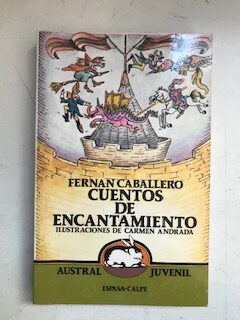 FERNAN CABALLERO
CUENTOS
DE
ENCANTAMIENTO
ILUSTRACIONES DE CARMEN ANDRADA
AUSTRAL JUVENIL
ESPASA-CALPE